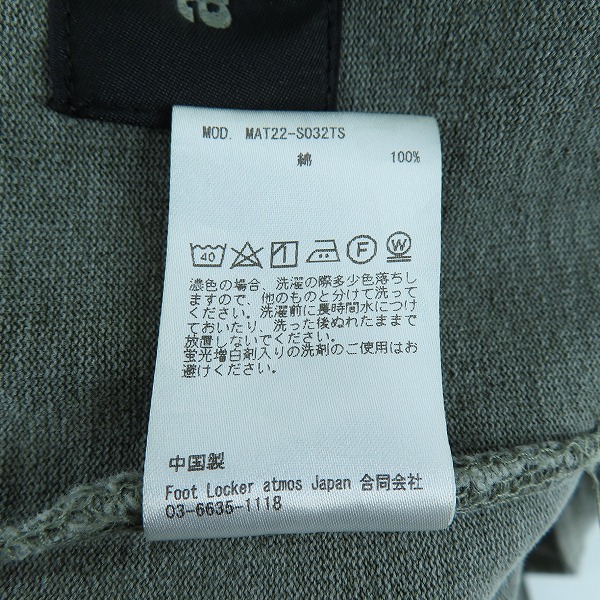 a
MOD. MAT22-S032TS
綿 100%
40 F W
濃色の場合、洗濯の際多少色落ちし
ますので、他のものと分けて洗って
ください。洗濯前に長時間水につけ
ておいたり、洗った後ぬれたままで
放置しないでください。
蛍光増白剤入りの洗剤のご使用はお
避けください。
中国製
Foot Locker atmos Japan 合同会社
03-6635-1118